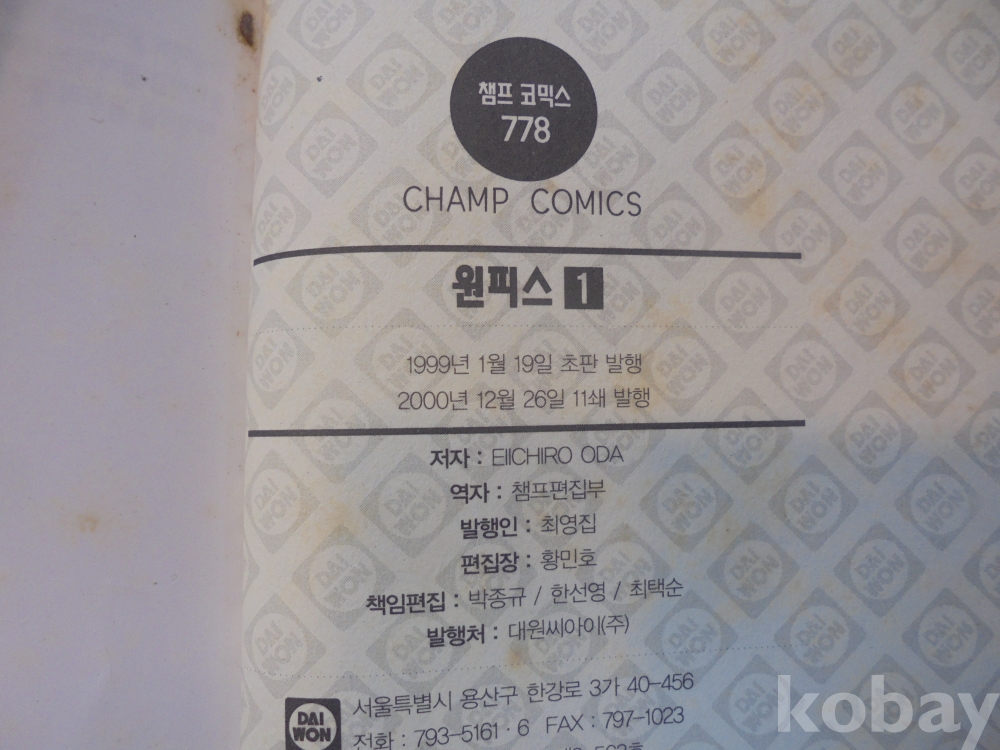 챔프 코믹스
778
CHAMP COMICS
원피스 1
1999년 1월 19일 초판 발행
2000년 12월 26일 11쇄 발행
저자 : EIICHIRO ODA
역자 : 챔프편집부
발행인 : 최영집
편집장 : 황민호
책임편집 : 박종규 / 한선영 / 최택순
발행처 : 대원씨아이(주)
DAI WON
서울특별시 용산구 한강로 3가 40-456
전화 : 793-5161·6 FAX : 797-1023
kobay